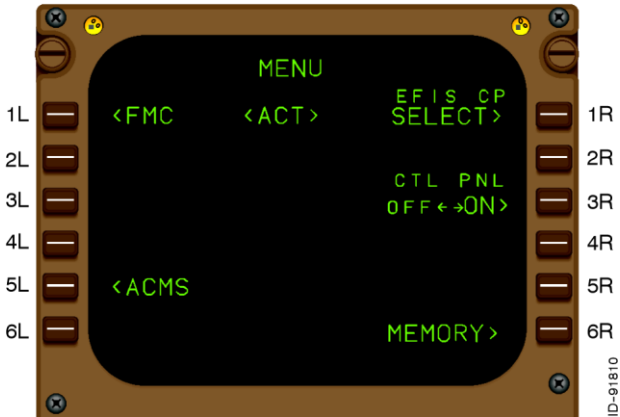 MENU
EFIS CP
1L <FMC <ACT> SELECT> 1R
2L 2R
CTL PNL
3L OFF←→ON> 3R
4L 4R
5L <ACMS 5R
6L MEMORY> 6R
ID-91810